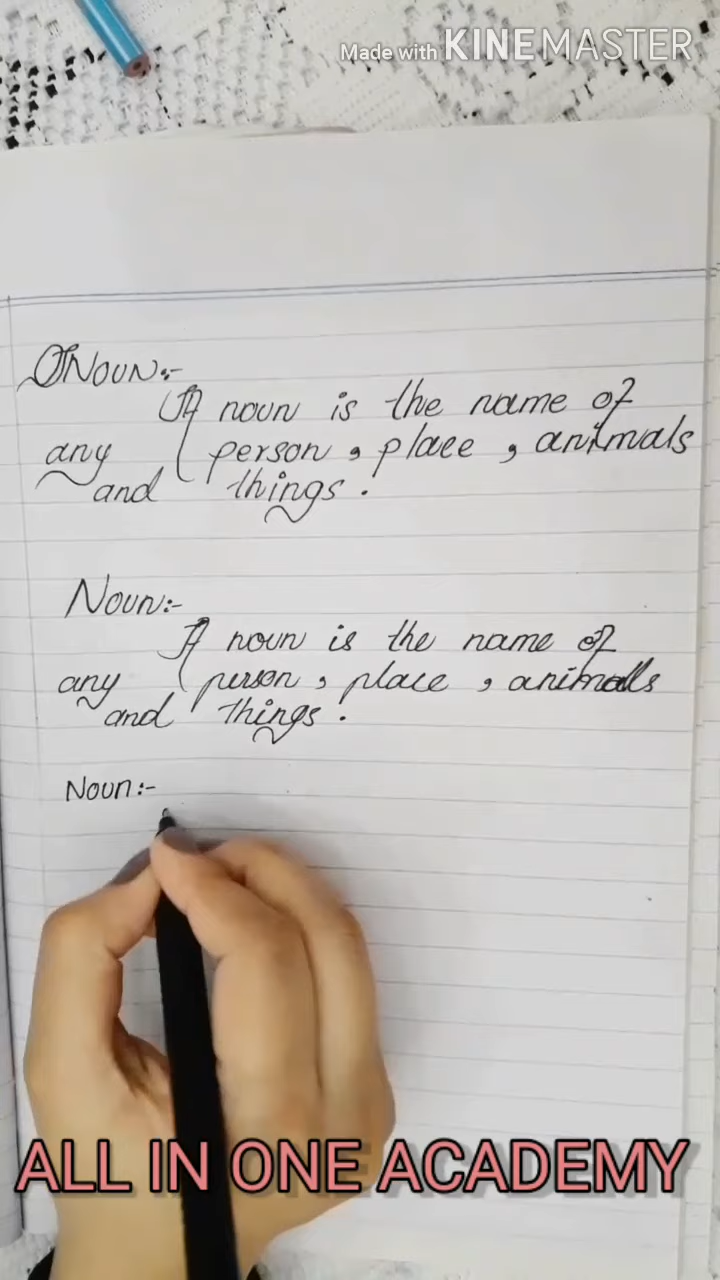 Made with KINEMASTER
Noun:-
A noun is the name of
any person, place, animals
and things.
Noun:-
A noun is the name of
any person, place, animals
and things.
Noun:-
ALL IN ONE ACADEMY